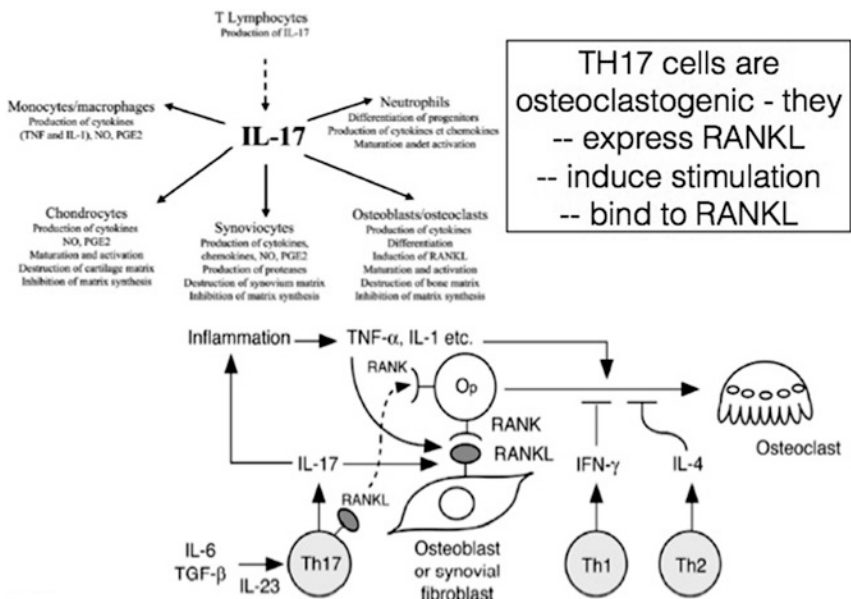 T Lymphocytes
Production of IL-17
Monocytes/macrophages
Production of cytokines
(TNF and IL-1), NO, PGE2
IL-17
Neutrophils
Differentiation of progenitors
Production of cytokines et chemokines
Maturation andet activation
Chondrocytes
Production of cytokines
NO, PGE2
Maturation and activation
Destruction of cartilage matrix
Inhibition of matrix synthesis
Synoviocytes
Production of cytokines,
chemokines, NO, PGE2
Production of proteases
Destruction of synovium matrix
Inhibition of matrix synthesis
Osteoblasts/osteoclasts
Production of cytokines
Differentiation
Induction of RANKL
Maturation and activation
Destruction of bone matrix
Inhibition of matrix synthesis
TH17 cells are
osteoclastogenic - they
-- express RANKL
-- induce stimulation
-- bind to RANKL
Inflammation
TNF-α, IL-1 etc.
RANK
Op
RANK
RANKL
Osteoclast
IL-17
RANKL
IFN-γ
IL-4
IL-6
TGF-β
IL-23
Th17
Osteoblast
or synovial
fibroblast
Th1
Th2